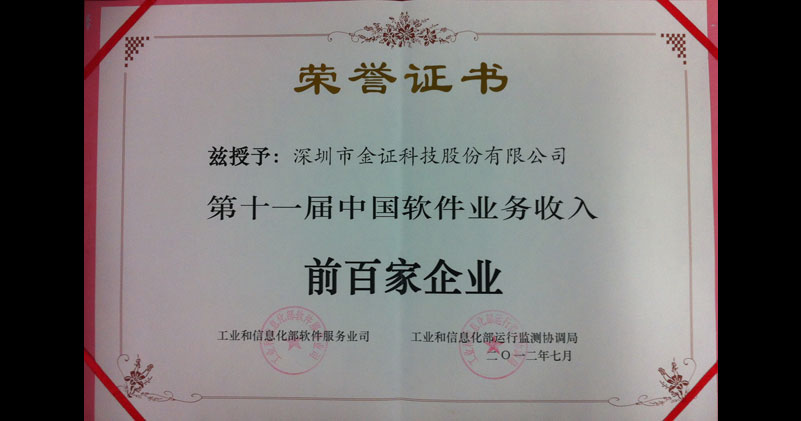 荣誉证书
兹授予：深圳市金证科技股份有限公司
第十一届中国软件业务收入
前百家企业
工业和信息化部软件服务业司
工业和信息化部运行监测协调局
二〇一二年七月